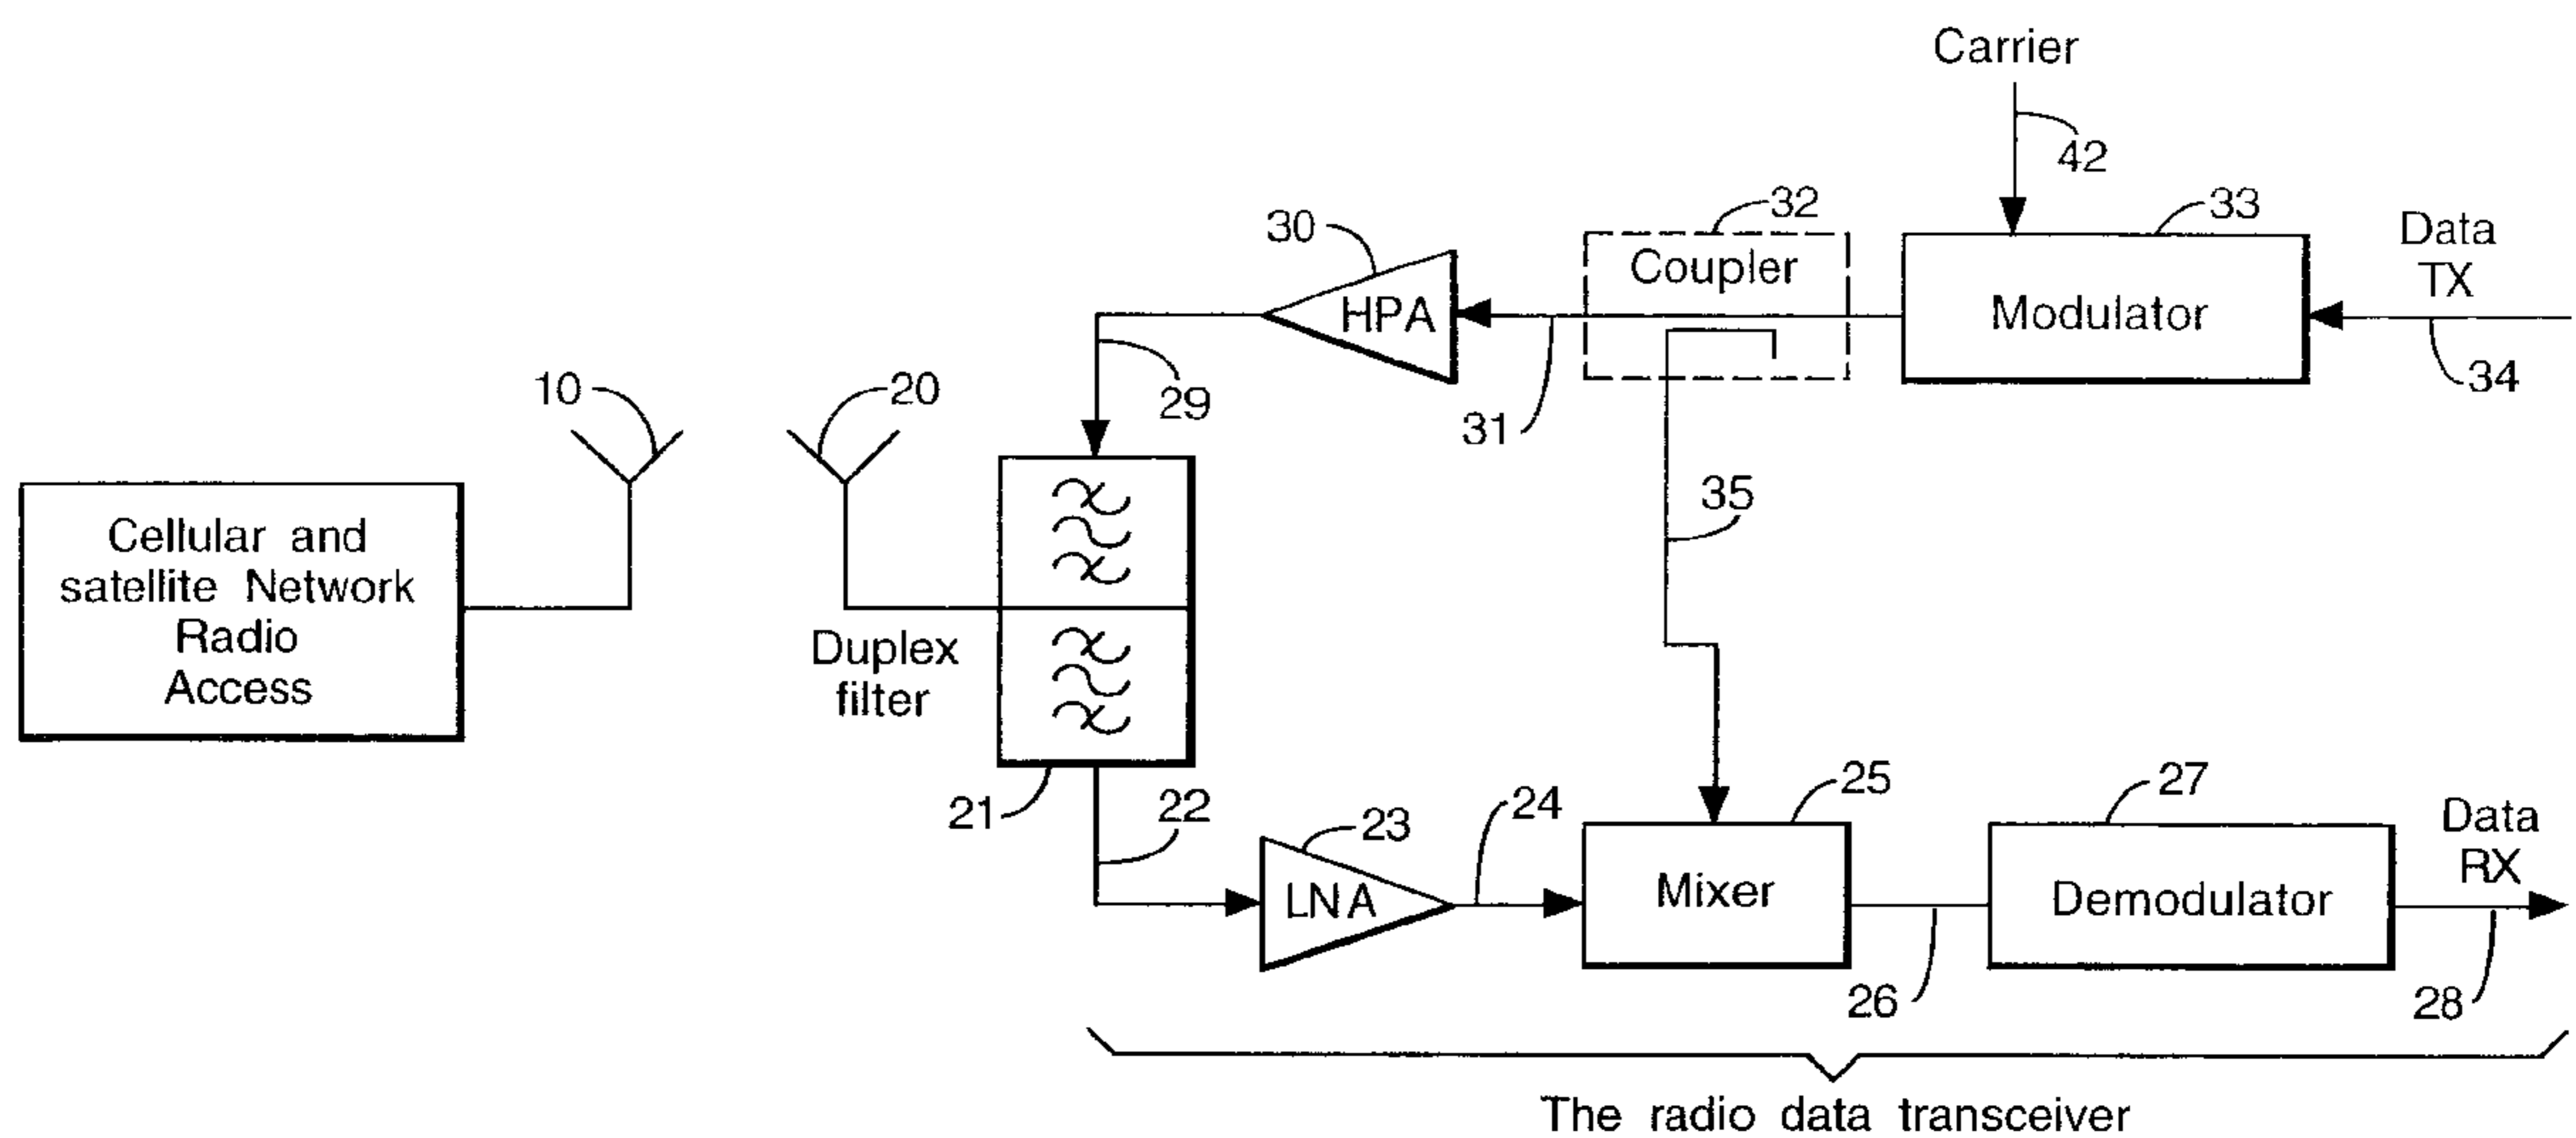 Carrier
42
32
33
Data
TX
30
Coupler
HPA
Modulator
34
10
20
29
31
35
Cellular and
satellite Network
Radio
Access
Duplex
filter
21
22
23
24
25
27
Data
RX
LNA
Mixer
Demodulator
26
28
The radio data transceiver